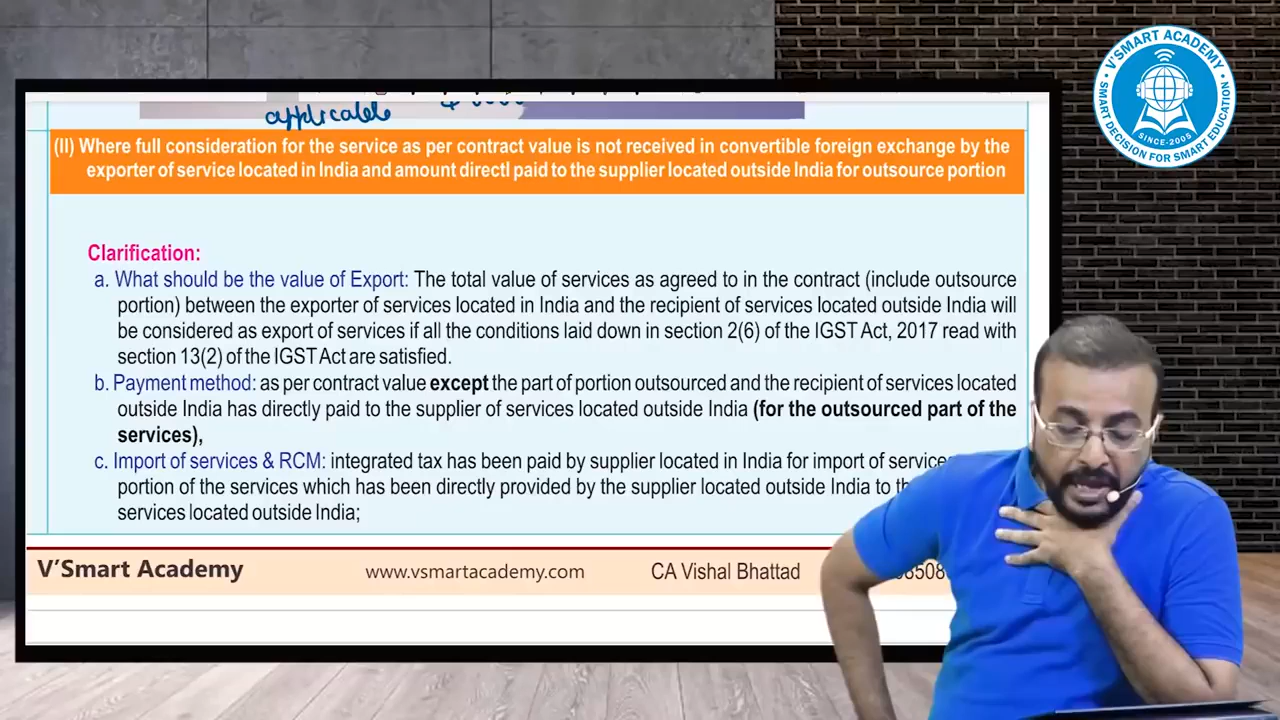 applicable
(II) Where full consideration for the service as per contract value is not received in convertible foreign exchange by the
exporter of service located in India and amount directl paid to the supplier located outside India for outsource portion
Clarification:
a. What should be the value of Export: The total value of services as agreed to in the contract (include outsource
portion) between the exporter of services located in India and the recipient of services located outside India will
be considered as export of services if all the conditions laid down in section 2(6) of the IGST Act, 2017 read with
section 13(2) of the IGST Act are satisfied.
b. Payment method: as per contract value except the part of portion outsourced and the recipient of services located
outside India has directly paid to the supplier of services located outside India (for the outsourced part of the
services),
c. Import of services & RCM: integrated tax has been paid by supplier located in India for import of
portion of the services which has been directly provided by the supplier located outside India to
services located outside India;
V'Smart Academy www.vsmartacademy.com CA Vishal Bhattad
V'SMART ACADEMY
SINCE-2005
SMART DECISION FOR SMART EDUCATION